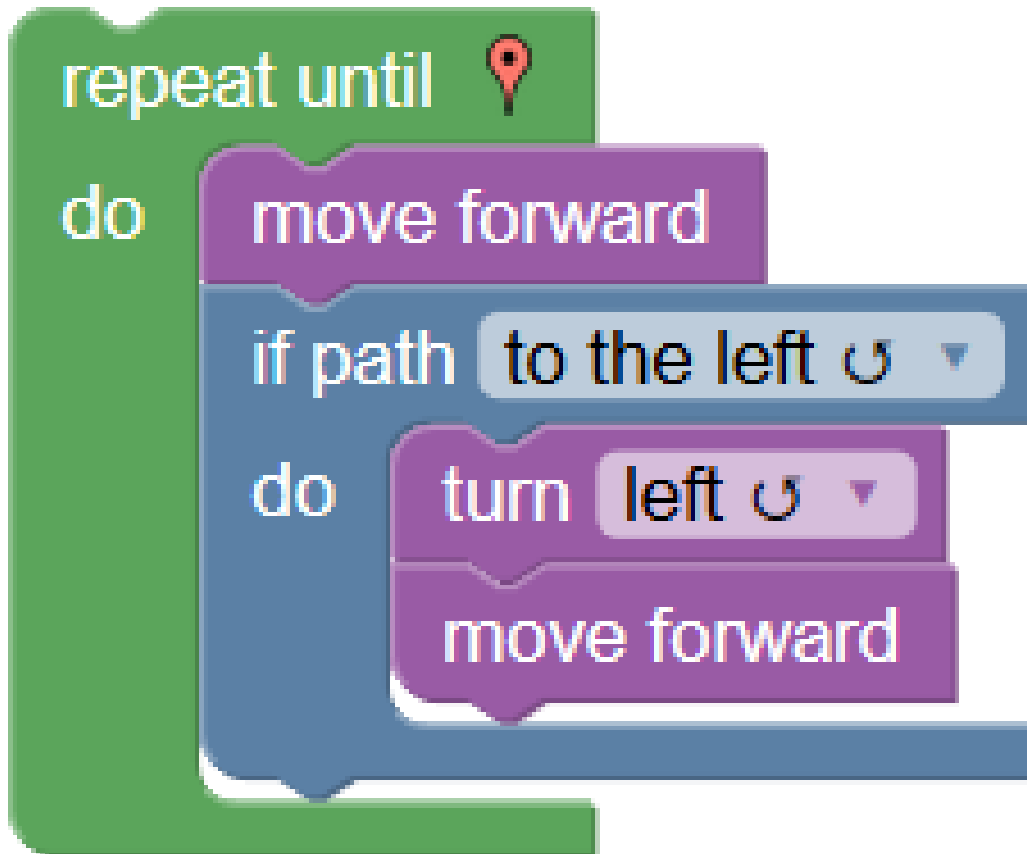 repeat until
do move forward
if path to the left ↺ ▼
do turn left ↺ ▼
move forward